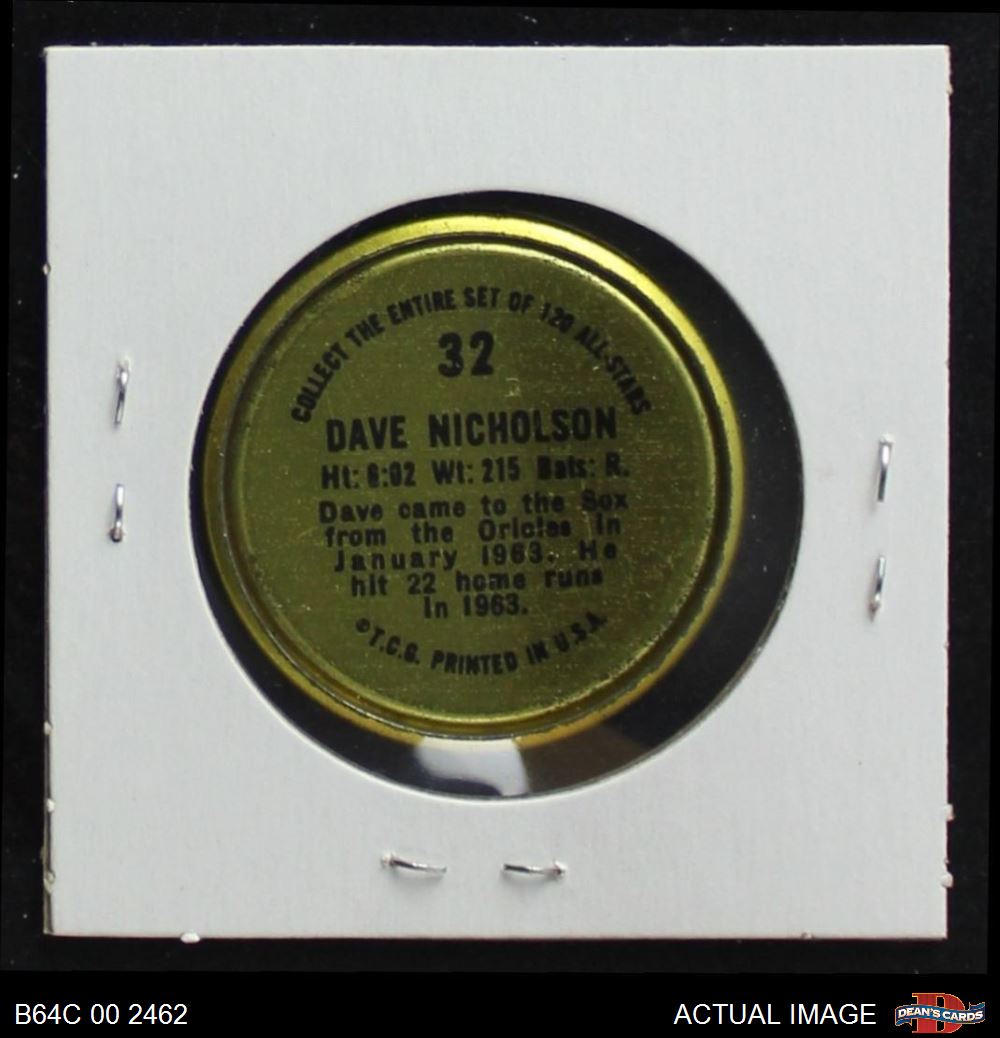 COLLECT THE ENTIRE SET OF 120 ALL-STARS
32
DAVE NICHOLSON
Ht: 6:02 Wt: 215 Bats: R.
Dave came to the Sox
from the Orioles in
January 1963. He
hit 22 home runs
in 1963.
©T.C.G. PRINTED IN U.S.A.
B64C 00 2462
ACTUAL IMAGE
D
DEAN'S CARDS